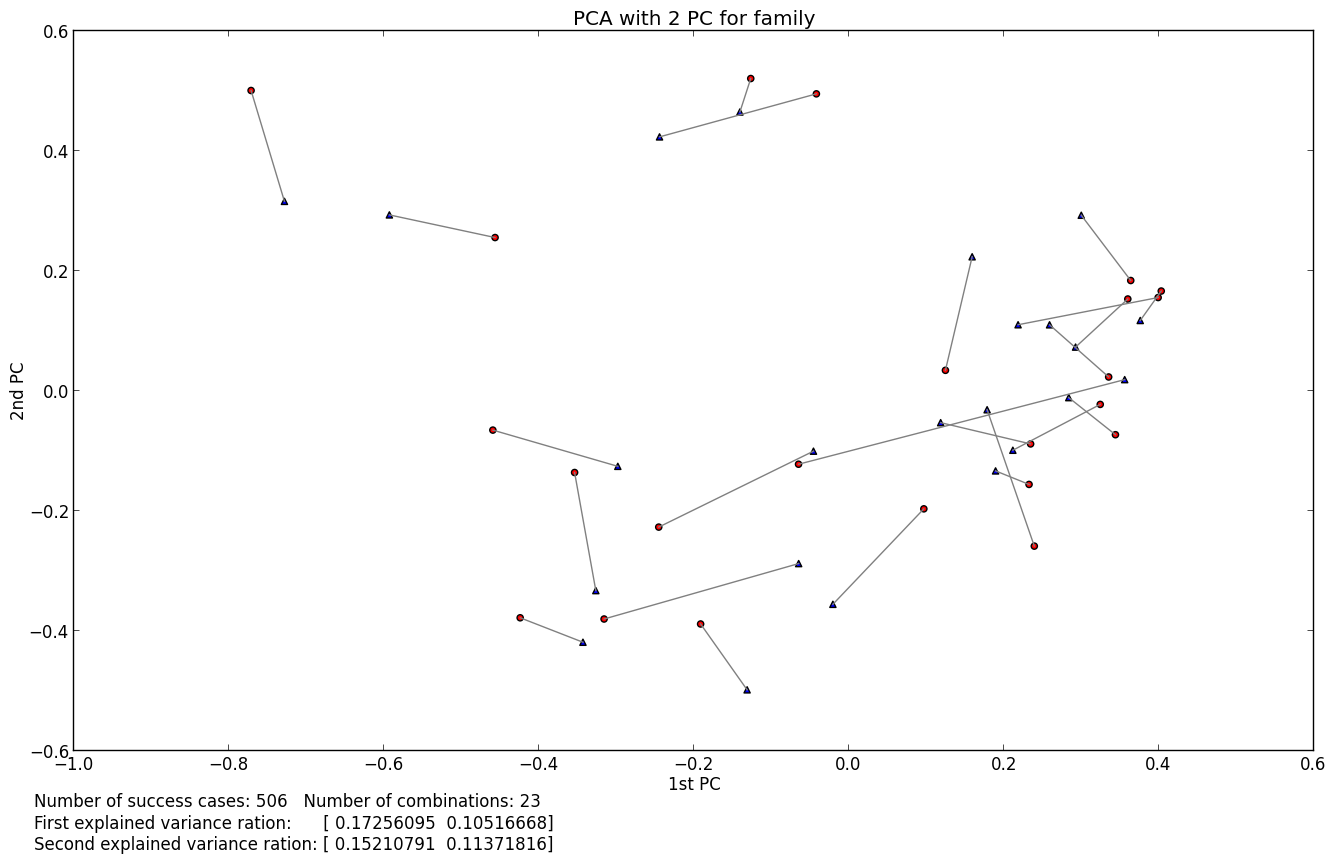 PCA with 2 PC for family
0.6
0.4
0.2
0.0
−0.2
−0.4
−0.6
2nd PC
−1.0 −0.8 −0.6 −0.4 −0.2 0.0 0.2 0.4 0.6
1st PC
Number of success cases: 506 Number of combinations: 23
First explained variance ration: [ 0.17256095 0.10516668]
Second explained variance ration: [ 0.15210791 0.11371816]